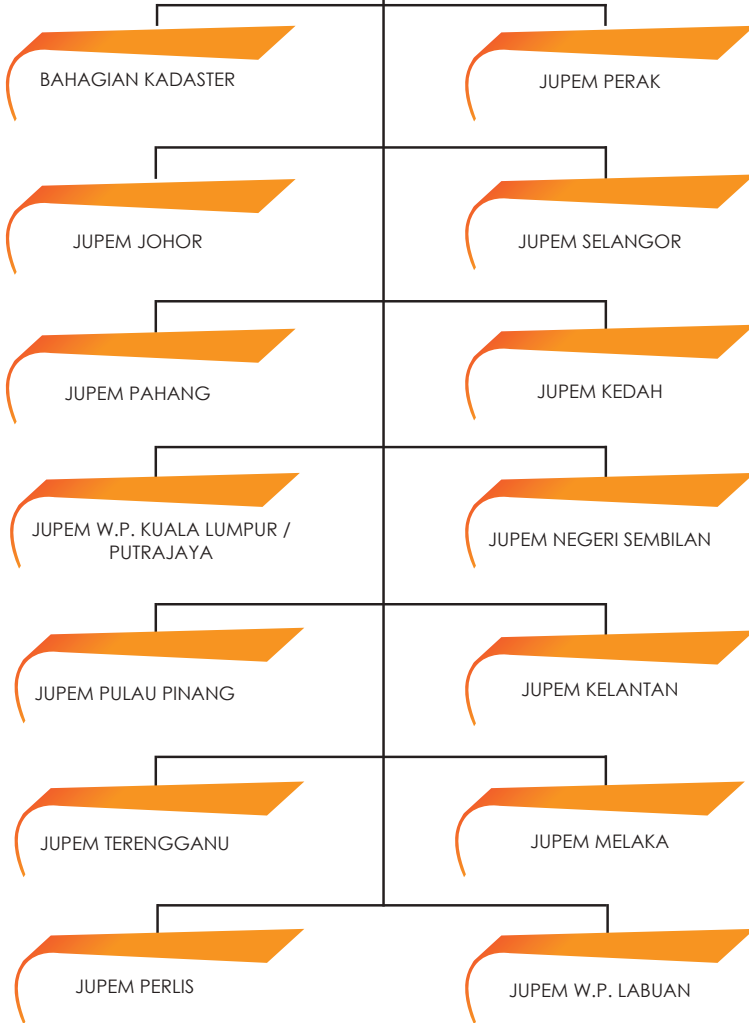 BAHAGIAN KADASTER
JUPEM PERAK
JUPEM JOHOR
JUPEM SELANGOR
JUPEM PAHANG
JUPEM KEDAH
JUPEM W.P. KUALA LUMPUR /
PUTRAJAYA
JUPEM NEGERI SEMBILAN
JUPEM PULAU PINANG
JUPEM KELANTAN
JUPEM TERENGGANU
JUPEM MELAKA
JUPEM PERLIS
JUPEM W.P. LABUAN